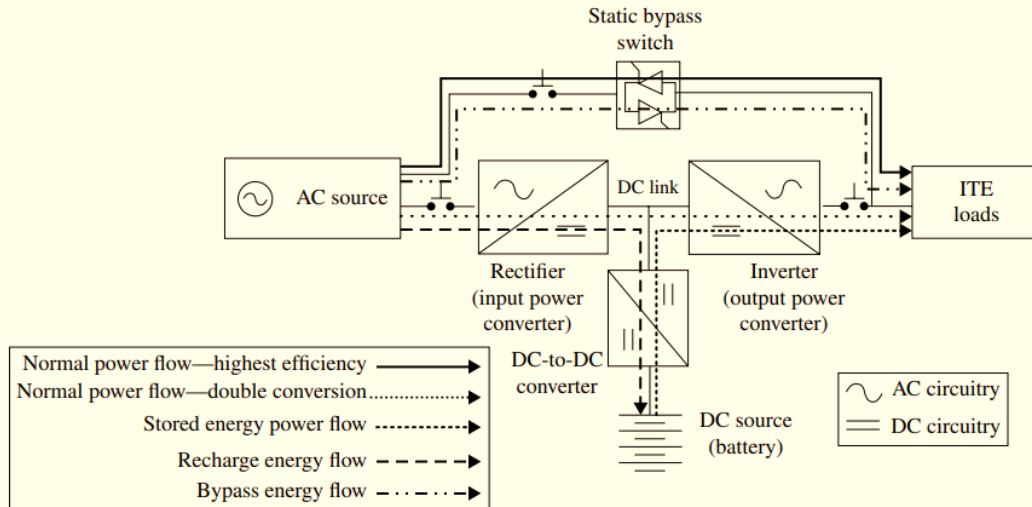 Static bypass
switch
AC source
DC link
ITE
loads
Rectifier
(input power
converter)
Inverter
(output power
converter)
DC-to-DC
converter
DC source
(battery)
Normal power flow—highest efficiency
Normal power flow—double conversion
Stored energy power flow
Recharge energy flow
Bypass energy flow
AC circuitry
DC circuitry